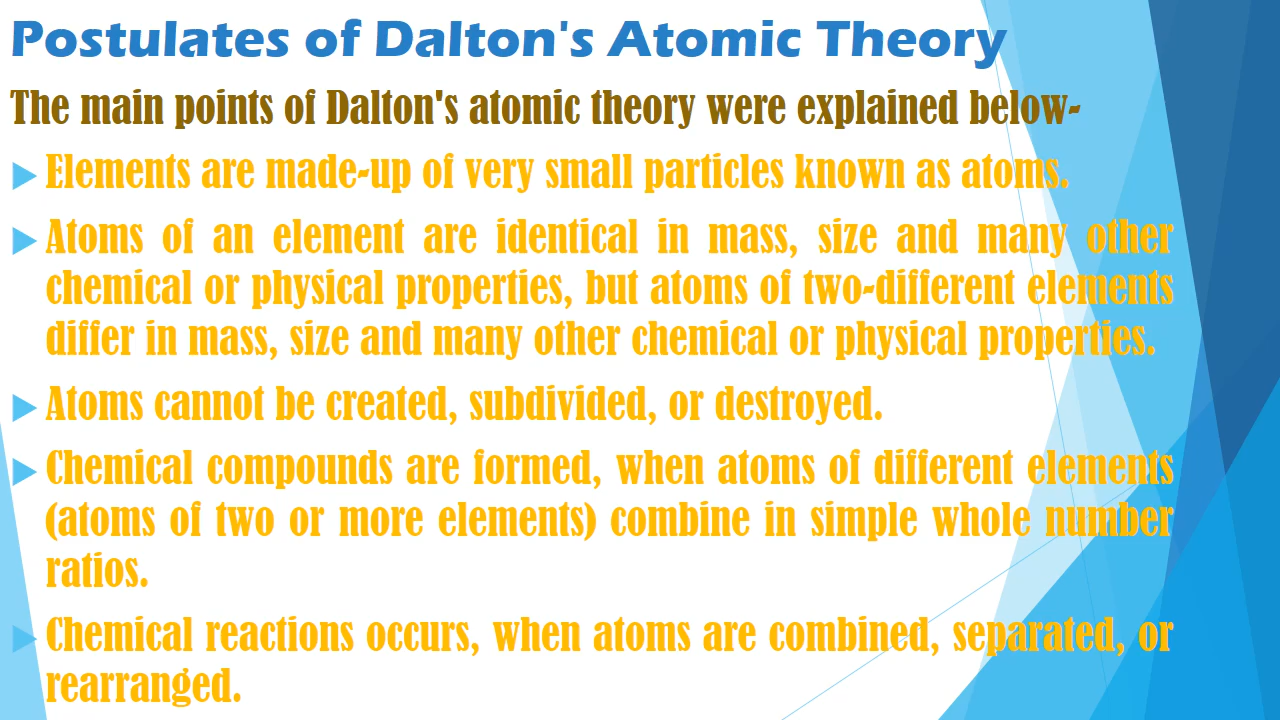 Postulates of Dalton's Atomic Theory
The main points of Dalton's atomic theory were explained below-
Elements are made-up of very small particles known as atoms.
Atoms of an element are identical in mass, size and many other
chemical or physical properties, but atoms of two-different elements
differ in mass, size and many other chemical or physical properties.
Atoms cannot be created, subdivided, or destroyed.
Chemical compounds are formed, when atoms of different elements
(atoms of two or more elements) combine in simple whole number
ratios.
Chemical reactions occurs, when atoms are combined, separated, or
rearranged.